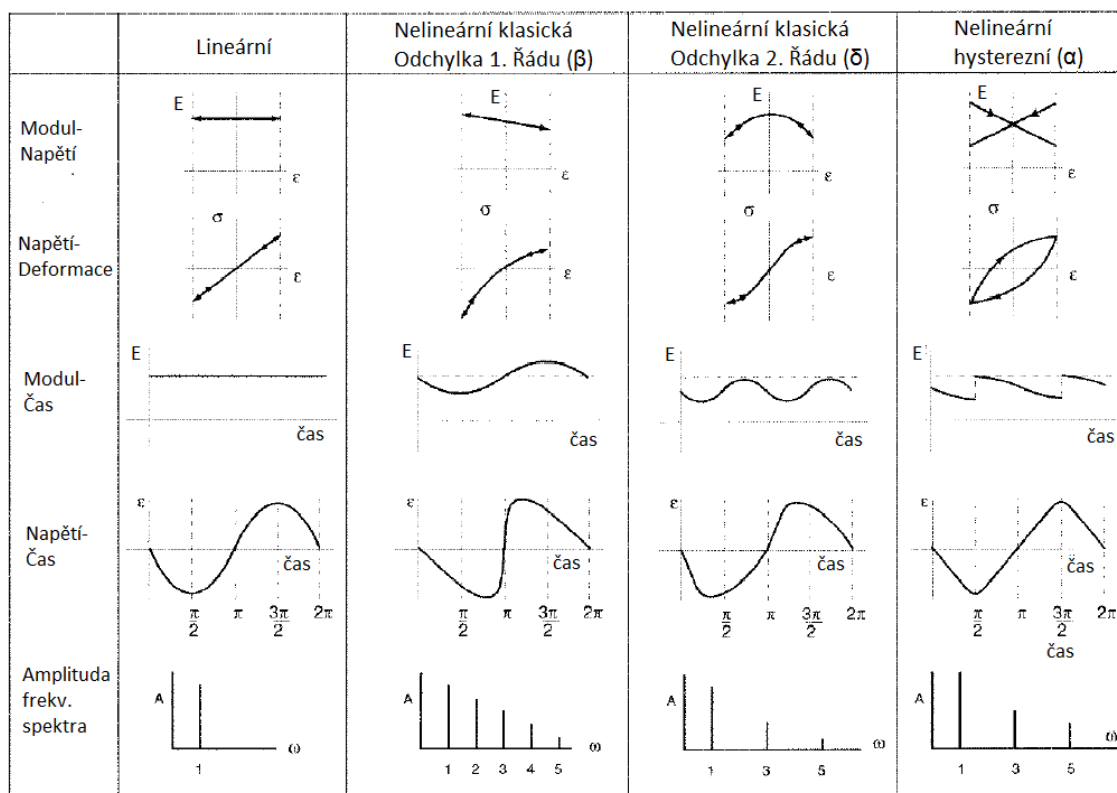 Lineární
Nelineární klasická
Odchylka 1. Řádu (β)
Nelineární klasická
Odchylka 2. Řádu (δ)
Nelineární
hysterezní (α)
Modul-
Napětí
E
ε
E
ε
E
ε
E
ε
Napětí-
Deformace
σ
ε
σ
ε
σ
ε
σ
ε
Modul-
Čas
E
čas
E
čas
E
čas
E
čas
Napětí-
Čas
ε
čas
π/2 π 3π/2 2π
ε
čas
π/2 π 3π/2 2π
ε
čas
π/2 π 3π/2 2π
ε
čas
π/2 π 3π/2 2π
čas
Amplituda
frekv.
spektra
A
ω
1
A
ω
1 2 3 4 5
A
ω
1 3 5
A
ω
1 3 5